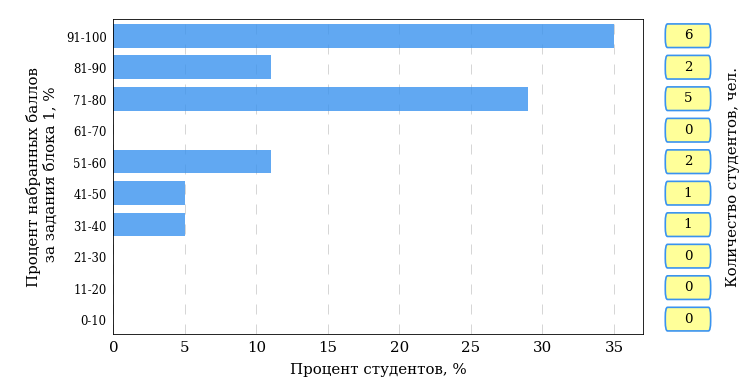 Процент набранных баллов
за задания блока 1, %
91-100 6
81-90 2
71-80 5
61-70 0
51-60 2
41-50 1
31-40 1
21-30 0
11-20 0
0-10 0
0 5 10 15 20 25 30 35
Процент студентов, %
Количество студентов, чел.